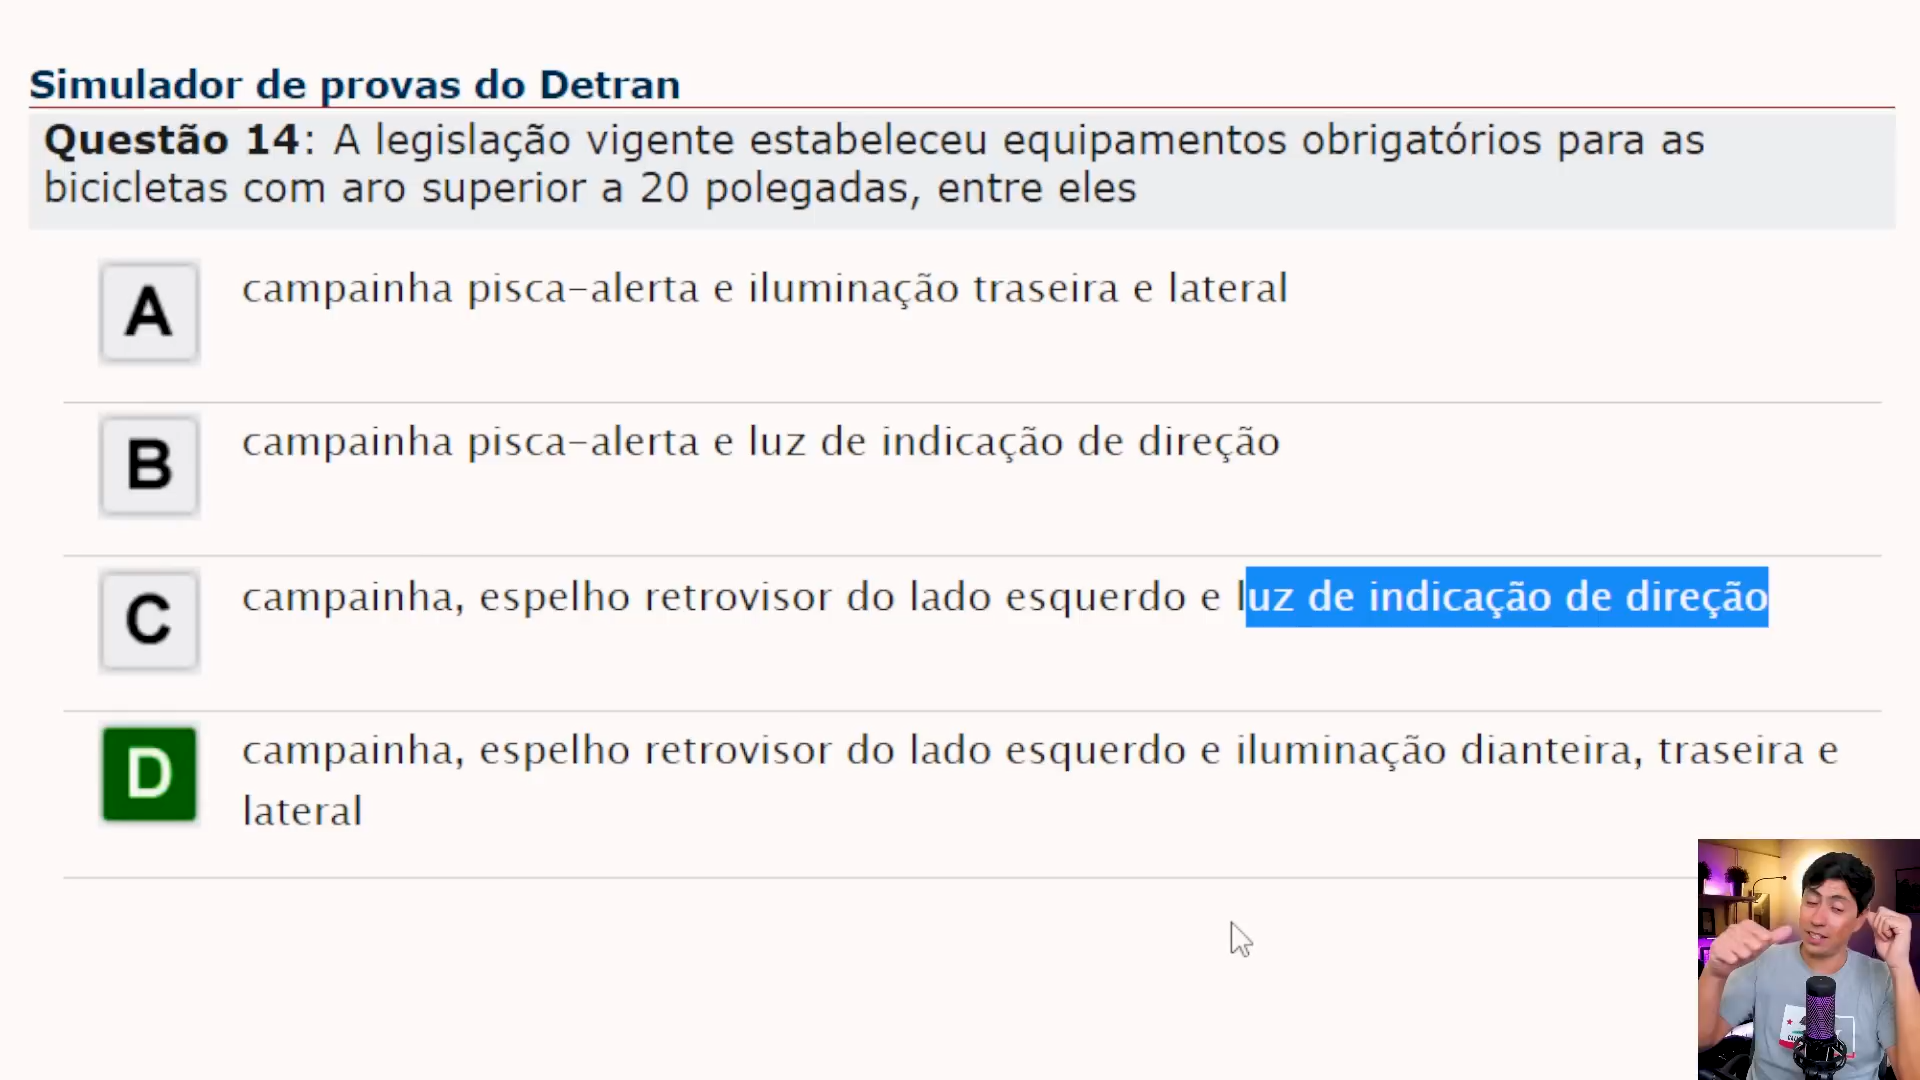 Simulador de provas do Detran
Questão 14: A legislação vigente estabeleceu equipamentos obrigatórios para as
bicicletas com aro superior a 20 polegadas, entre eles
A
campainha pisca-alerta e iluminação traseira e lateral
B
campainha pisca-alerta e luz de indicação de direção
C
campainha, espelho retrovisor do lado esquerdo e luz de indicação de direção
D
campainha, espelho retrovisor do lado esquerdo e iluminação dianteira, traseira e
lateral